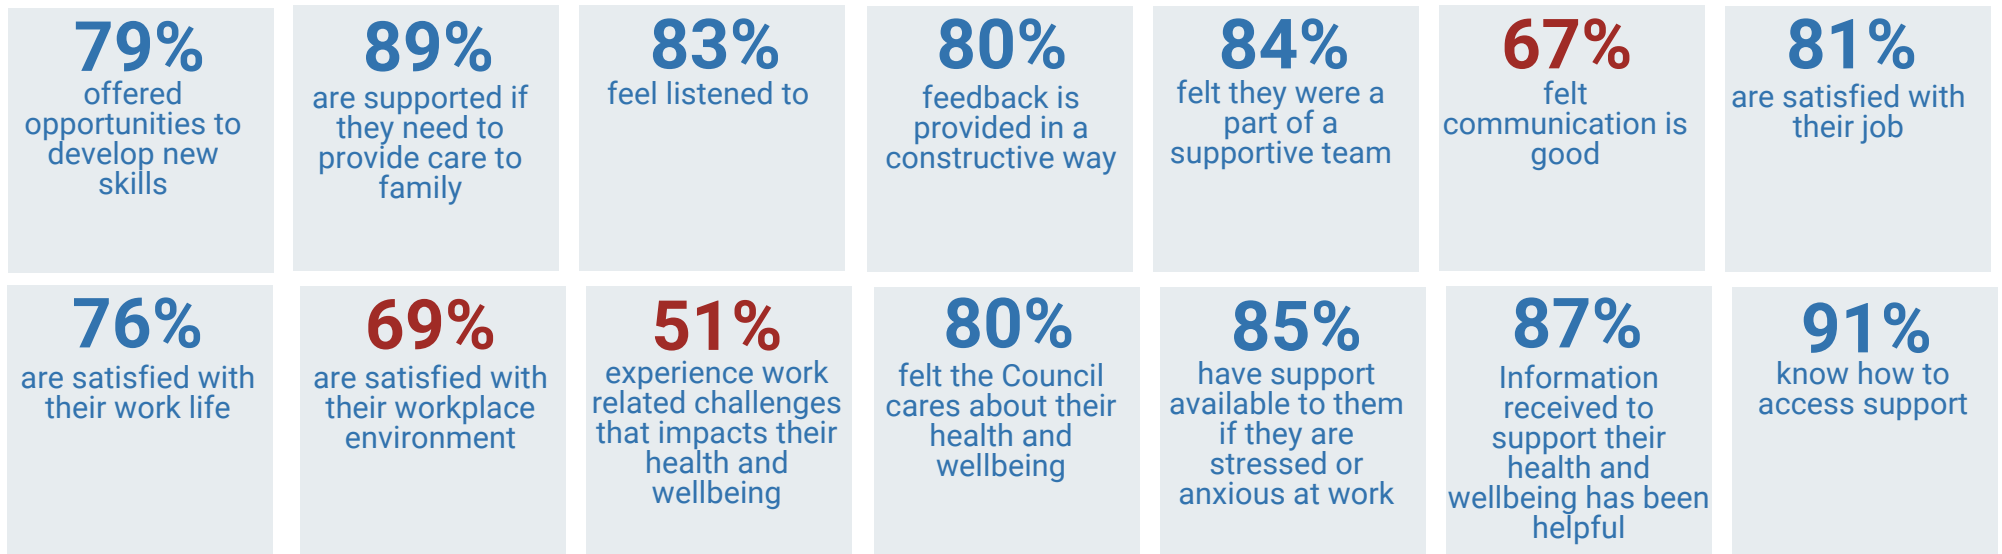 79%
offered
opportunities to
develop new
skills
89%
are supported if
they need to
provide care to
family
83%
feel listened to
80%
feedback is
provided in a
constructive way
84%
felt they were a
part of a
supportive team
67%
felt
communication is
good
81%
are satisfied with
their job
76%
are satisfied with
their work life
69%
are satisfied with
their workplace
environment
51%
experience work
related challenges
that impacts their
health and
wellbeing
80%
felt the Council
cares about their
health and
wellbeing
85%
have support
available to them
if they are
stressed or
anxious at work
87%
Information
received to
support their
health and
wellbeing has been
helpful
91%
know how to
access support